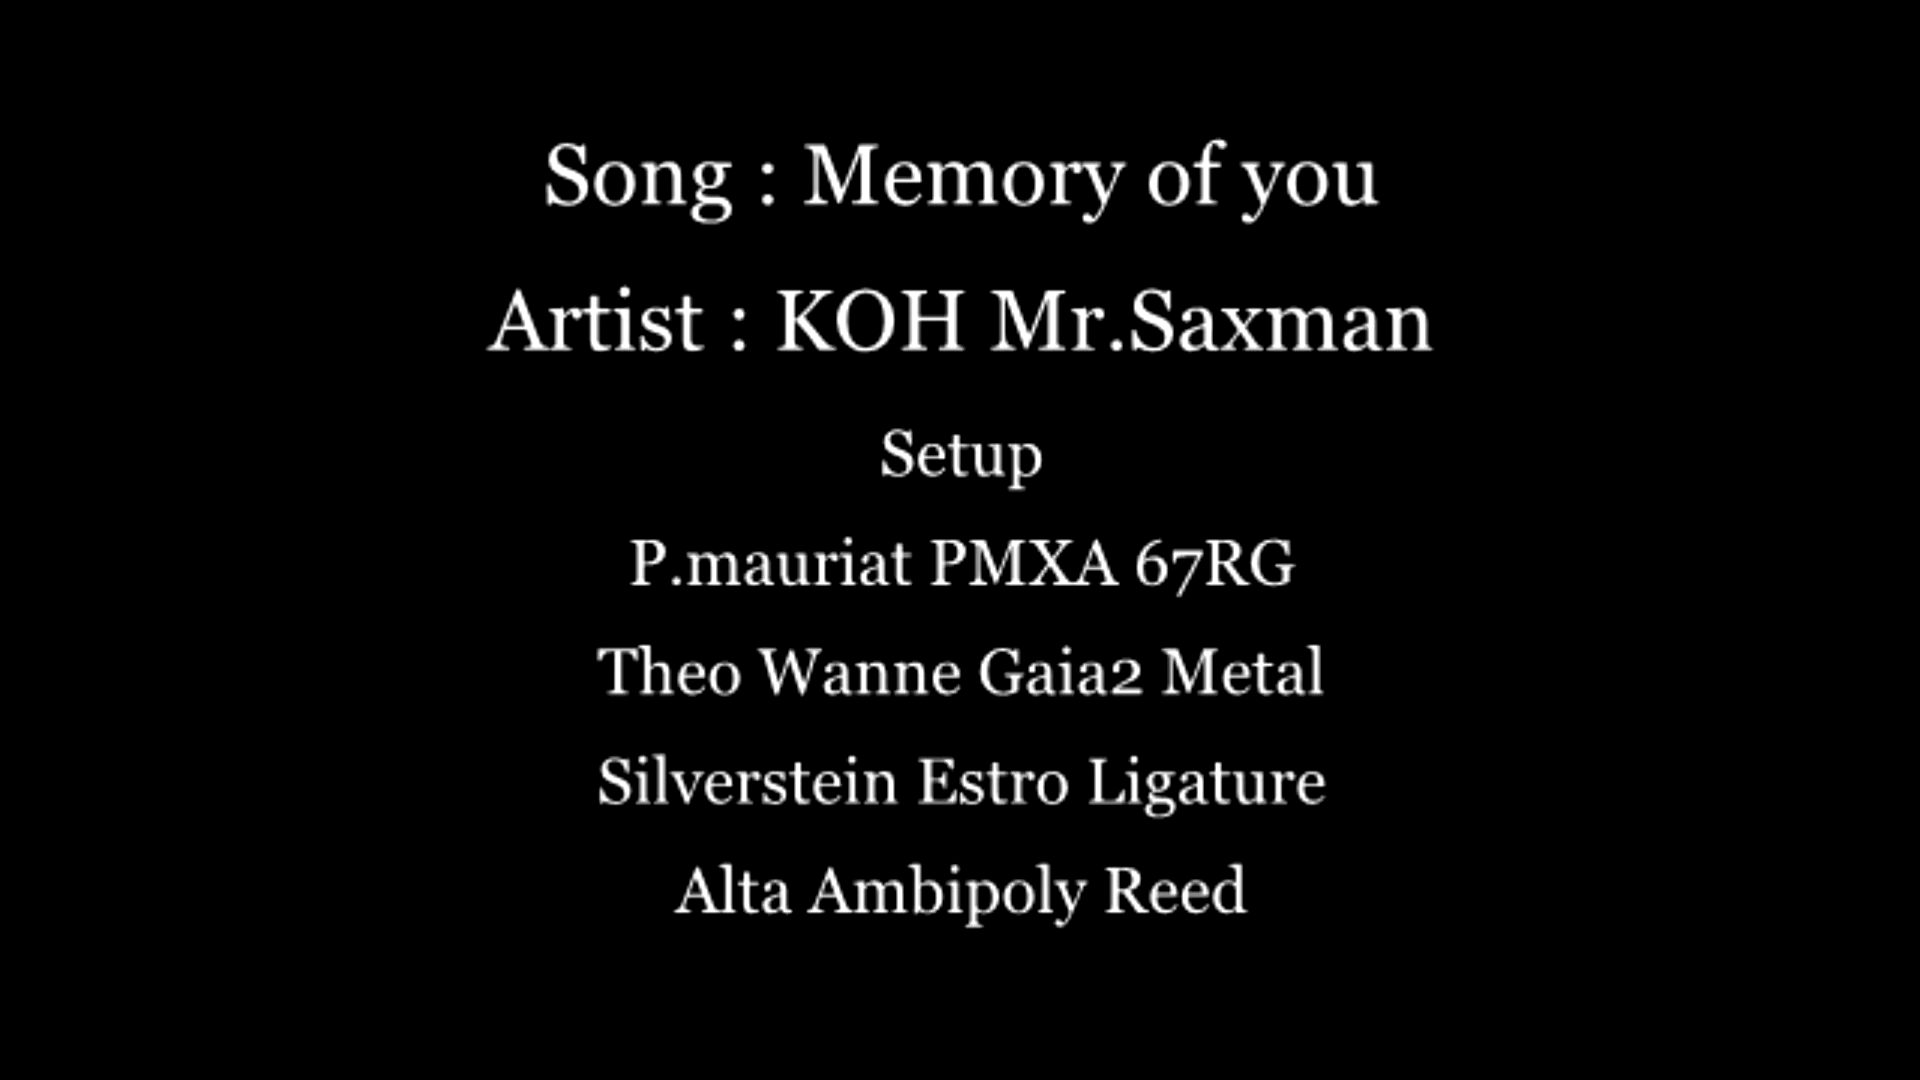 Song : Memory of you
Artist : KOH Mr.Saxman
Setup
P.mauriat PMXA 67RG
Theo Wanne Gaia2 Metal
Silverstein Estro Ligature
Alta Ambipoly Reed